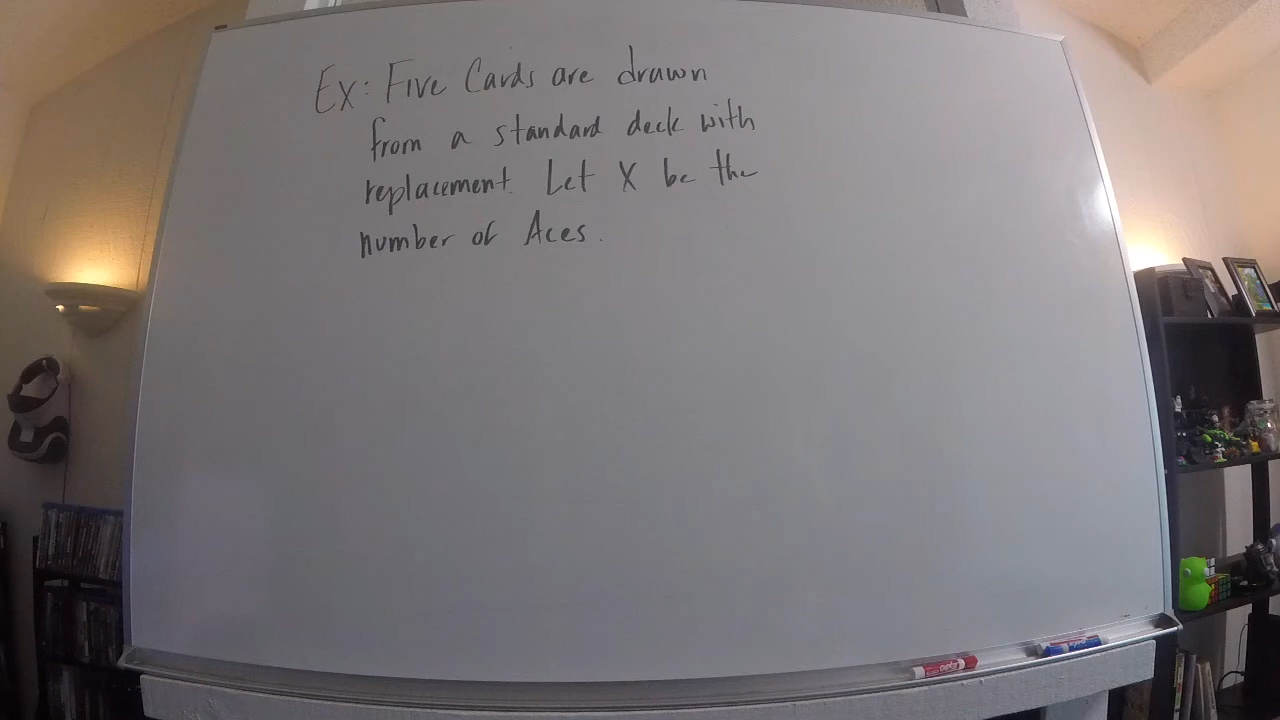 Ex: Five Cards are drawn
from a standard deck with
replacement. Let X be the
number of Aces.